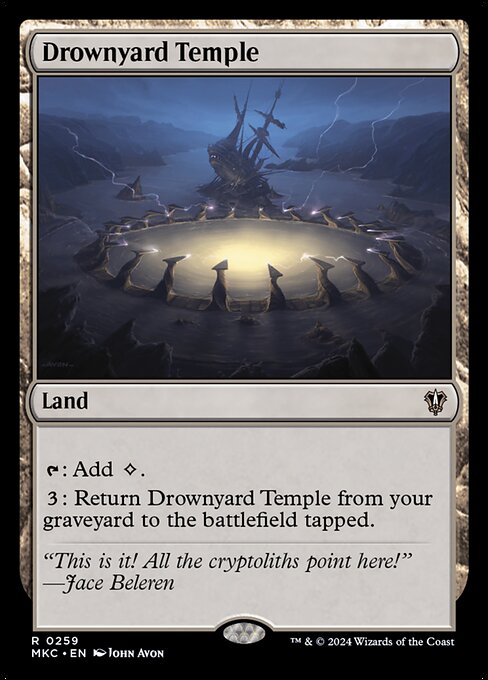 Drownyard Temple
AVON
Land
: Add .
3: Return Drownyard Temple from your
graveyard to the battlefield tapped.
“This is it! All the cryptoliths point here!”
—Jace Beleren
R 0259
MKC • EN John Avon
™ & © 2024 Wizards of the Coast